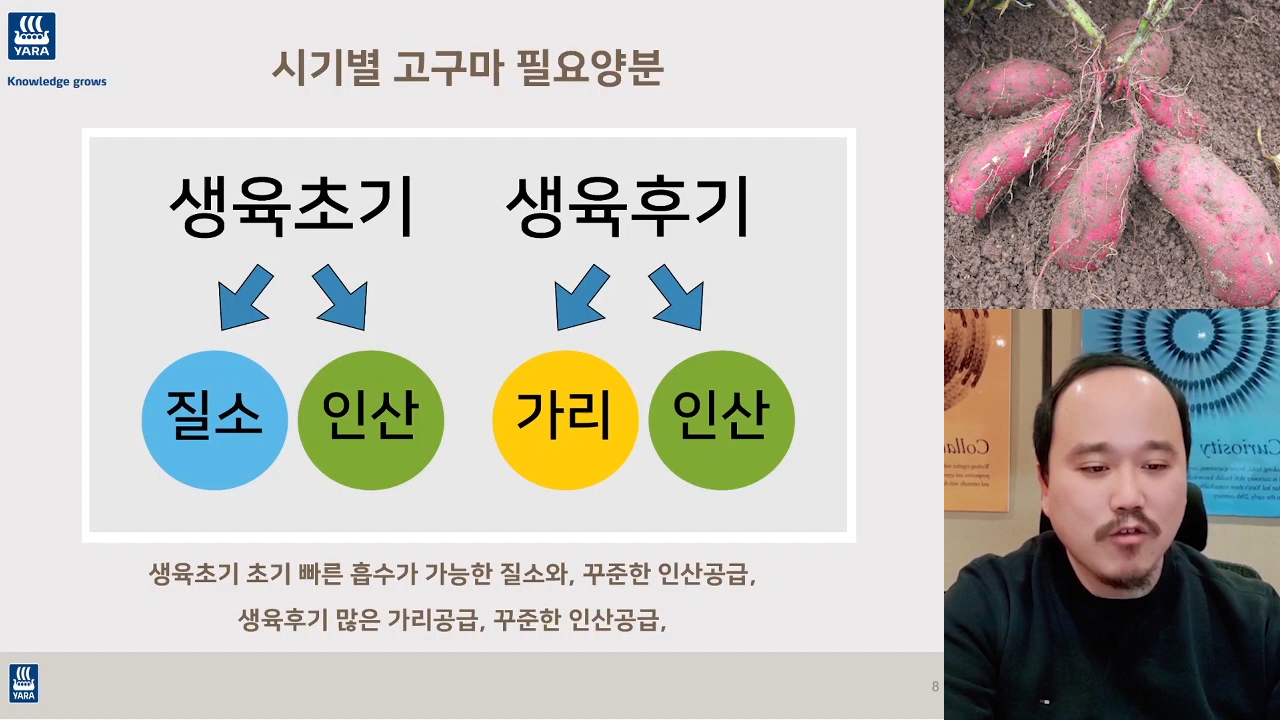 YARA
Knowledge grows
시기별 고구마 필요양분
생육초기 생육후기
질소 인산 가리 인산
생육초기 초기 빠른 흡수가 가능한 질소와, 꾸준한 인산공급,
생육후기 많은 가리공급, 꾸준한 인산공급,
YARA
8
Curiosity